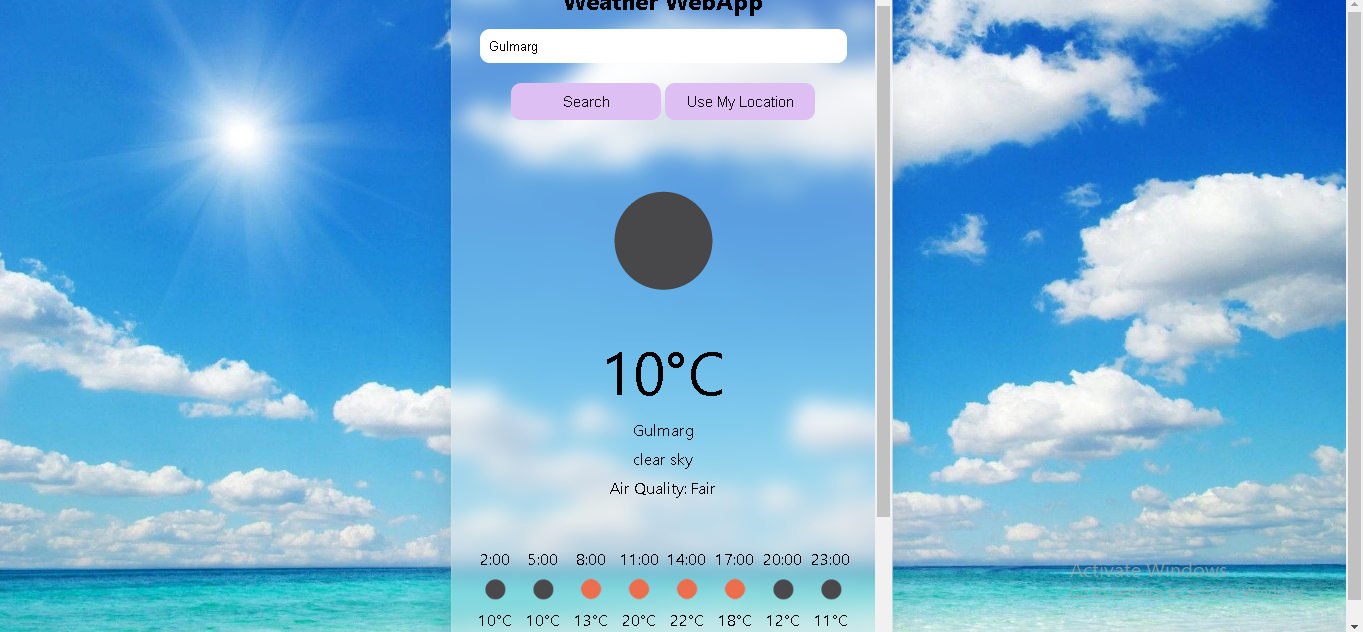 Weather WebApp
Gulmarg
Search Use My Location
10°C
Gulmarg
clear sky
Air Quality: Fair
2:00 5:00 8:00 11:00 14:00 17:00 20:00 23:00
10°C 10°C 13°C 20°C 22°C 18°C 12°C 11°C
Activate Windows